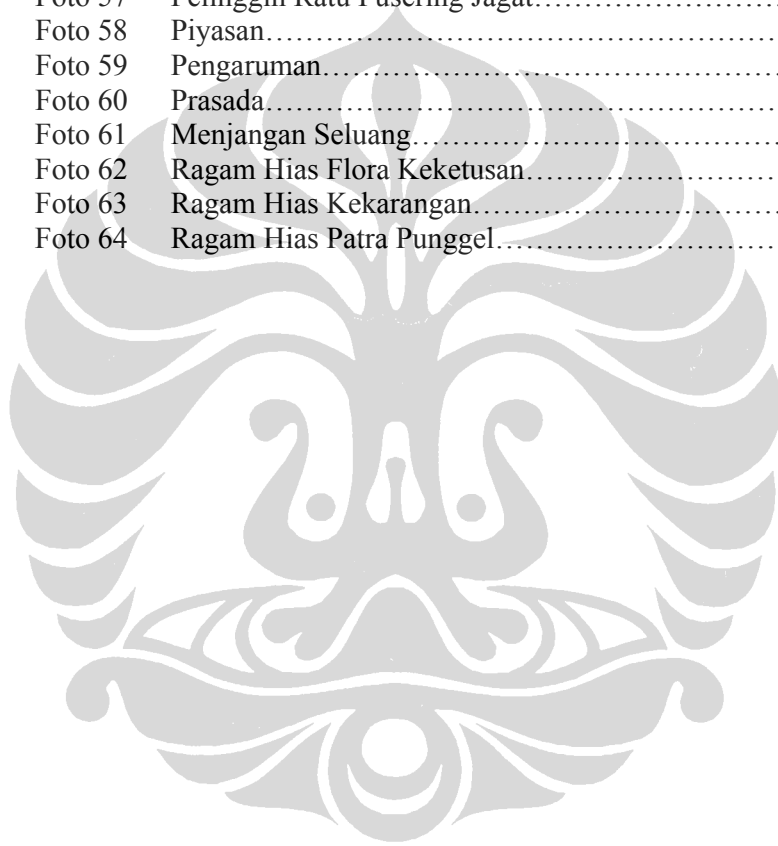 Foto 58 Piyasan……………………………………………………
Foto 59 Pengaruman………………………………………………
Foto 60 Prasada……………………………………………………
Foto 61 Menjangan Seluang……………………………………
Foto 62 Ragam Hias Flora Keketusan………………………
Foto 63 Ragam Hias Kekarangan………………………………
Foto 64 Ragam Hias Patra Punggel……………………………